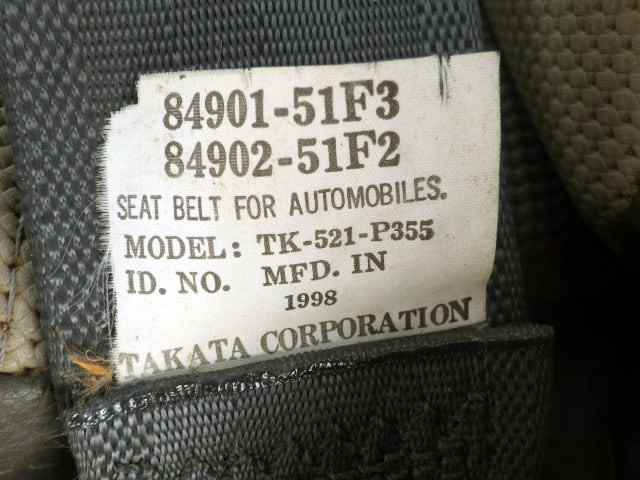 84901-51F3
84902-51F2
SEAT BELT FOR AUTOMOBILES.
MODEL: TK-521-P355
ID. NO. MFD. IN
1998
TAKATA CORPORATION